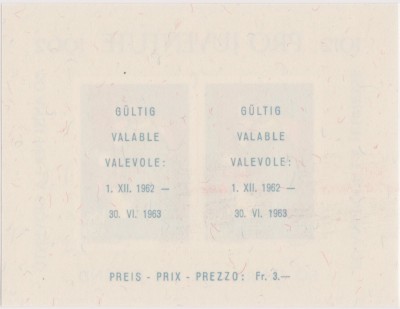 GÜLTIG
VALABLE
VALEVOLE:
1. XII. 1962 —
30. VI. 1963
GÜLTIG
VALABLE
VALEVOLE:
1. XII. 1962 —
30. VI. 1963
PREIS - PRIX - PREZZO: Fr. 3.—